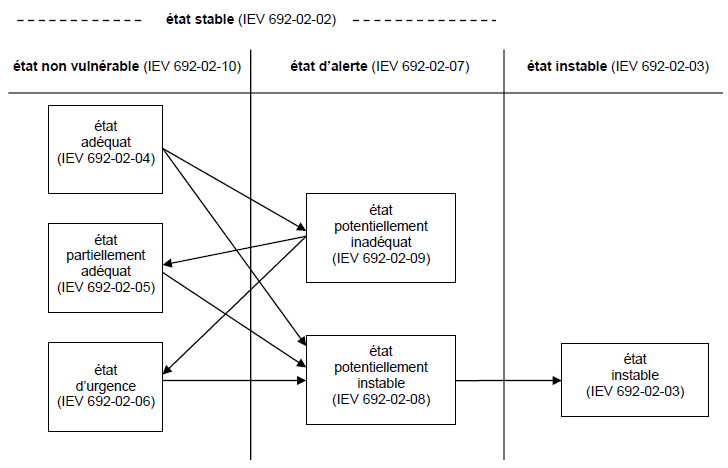 état stable (IEV 692-02-02)
état non vulnérable (IEV 692-02-10)
état d'alerte (IEV 692-02-07)
état instable (IEV 692-02-03)
état
adéquat
(IEV 692-02-04)
état
potentiellement
inadéquat
(IEV 692-02-09)
état
partiellement
adéquat
(IEV 692-02-05)
état
potentiellement
instable
(IEV 692-02-08)
état
instable
(IEV 692-02-03)
état
d'urgence
(IEV 692-02-06)